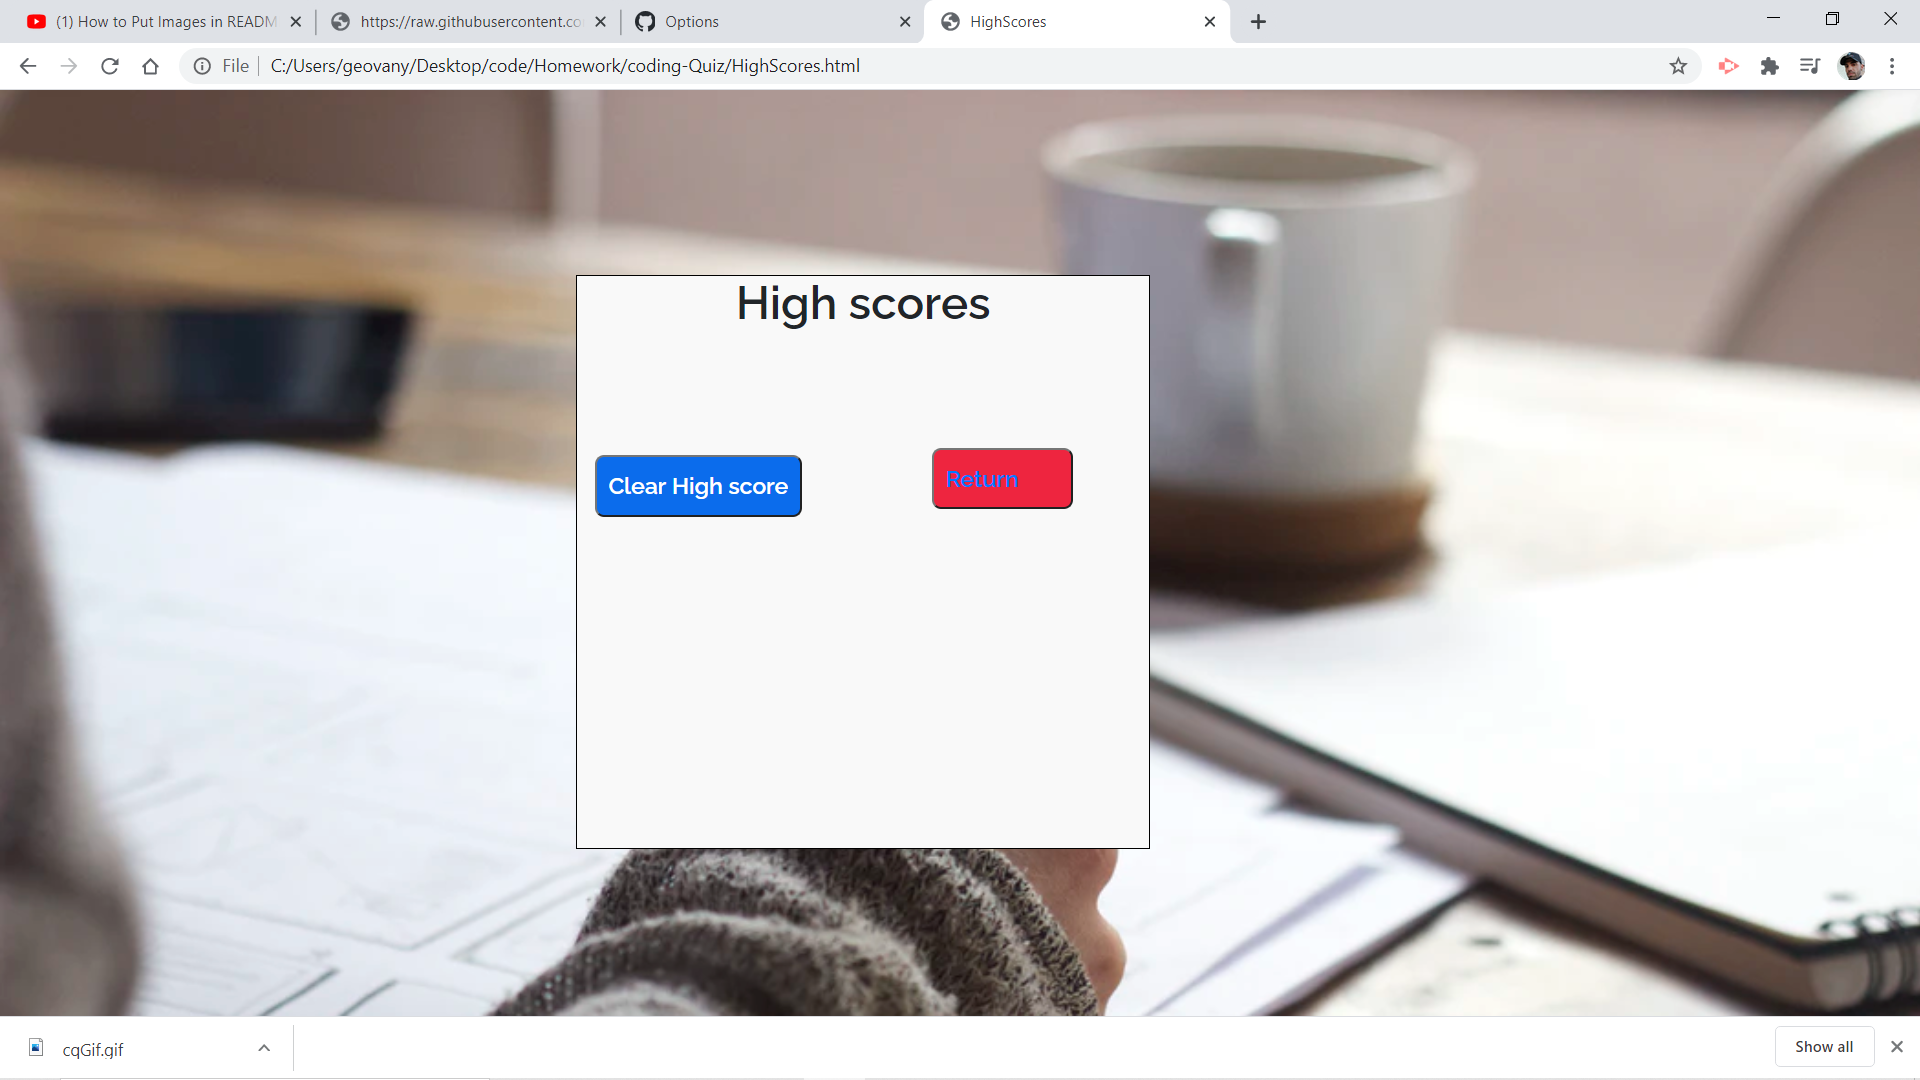 (1) How to Put Images in READM
https://raw.githubusercontent.co
Options
HighScores
File
C:/Users/geovany/Desktop/code/Homework/coding-Quiz/HighScores.html
High scores
Clear High score
Return
cqGif.gif
Show all